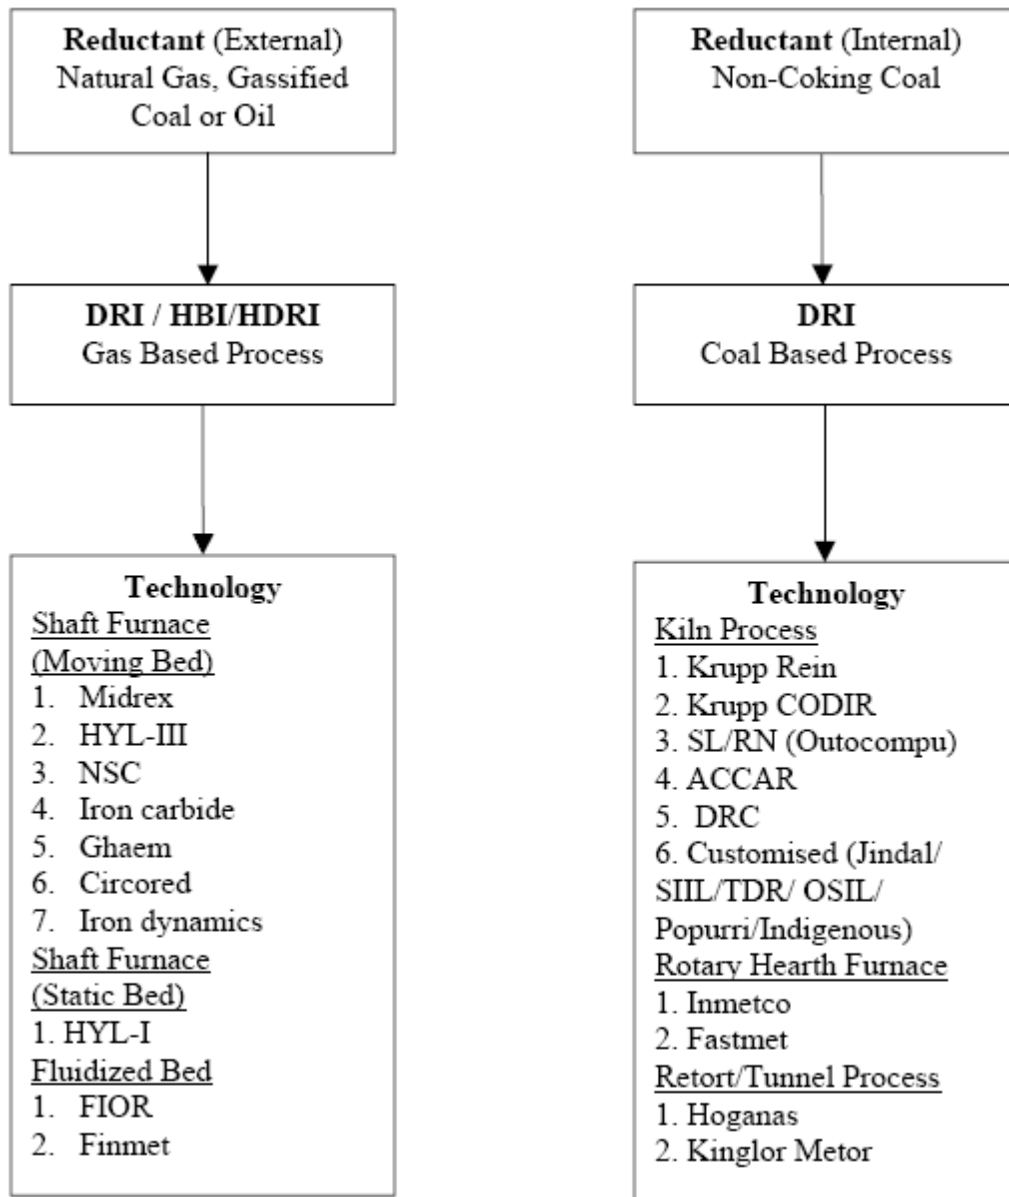 Reductant (External)
Natural Gas, Gassified
Coal or Oil
DRI / HBI/HDRI
Gas Based Process
Technology
Shaft Furnace
(Moving Bed)
1. Midrex
2. HYL-III
3. NSC
4. Iron carbide
5. Ghaem
6. Circored
7. Iron dynamics
Shaft Furnace
(Static Bed)
1. HYL-I
Fluidized Bed
1. FIOR
2. Finmet
Reductant (Internal)
Non-Coking Coal
DRI
Coal Based Process
Technology
Kiln Process
1. Krupp Rein
2. Krupp CODIR
3. SL/RN (Outocompu)
4. ACCAR
5. DRC
6. Customised (Jindal/
SIIL/TDR/ OSIL/
Popurri/Indigenous)
Rotary Hearth Furnace
1. Inmetco
2. Fastmet
Retort/Tunnel Process
1. Hoganas
2. Kinglor Metor